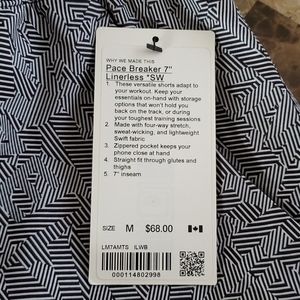 WHY WE MADE THIS
Pace Breaker 7"
Linerless *SW
1. These versatile shorts adapt to
your workout. Keep your
essentials on-hand with storage
options that won't hold you
back on the track, or during
your toughest training sessions
2. Made with four-way stretch,
sweat-wicking, and lightweight
Swift fabric
3. Zippered pocket keeps your
phone close at hand
4. Straight fit through glutes and
thighs
5. 7" inseam
SIZE M $68.00
LM7AMTS ILWB
000114802998